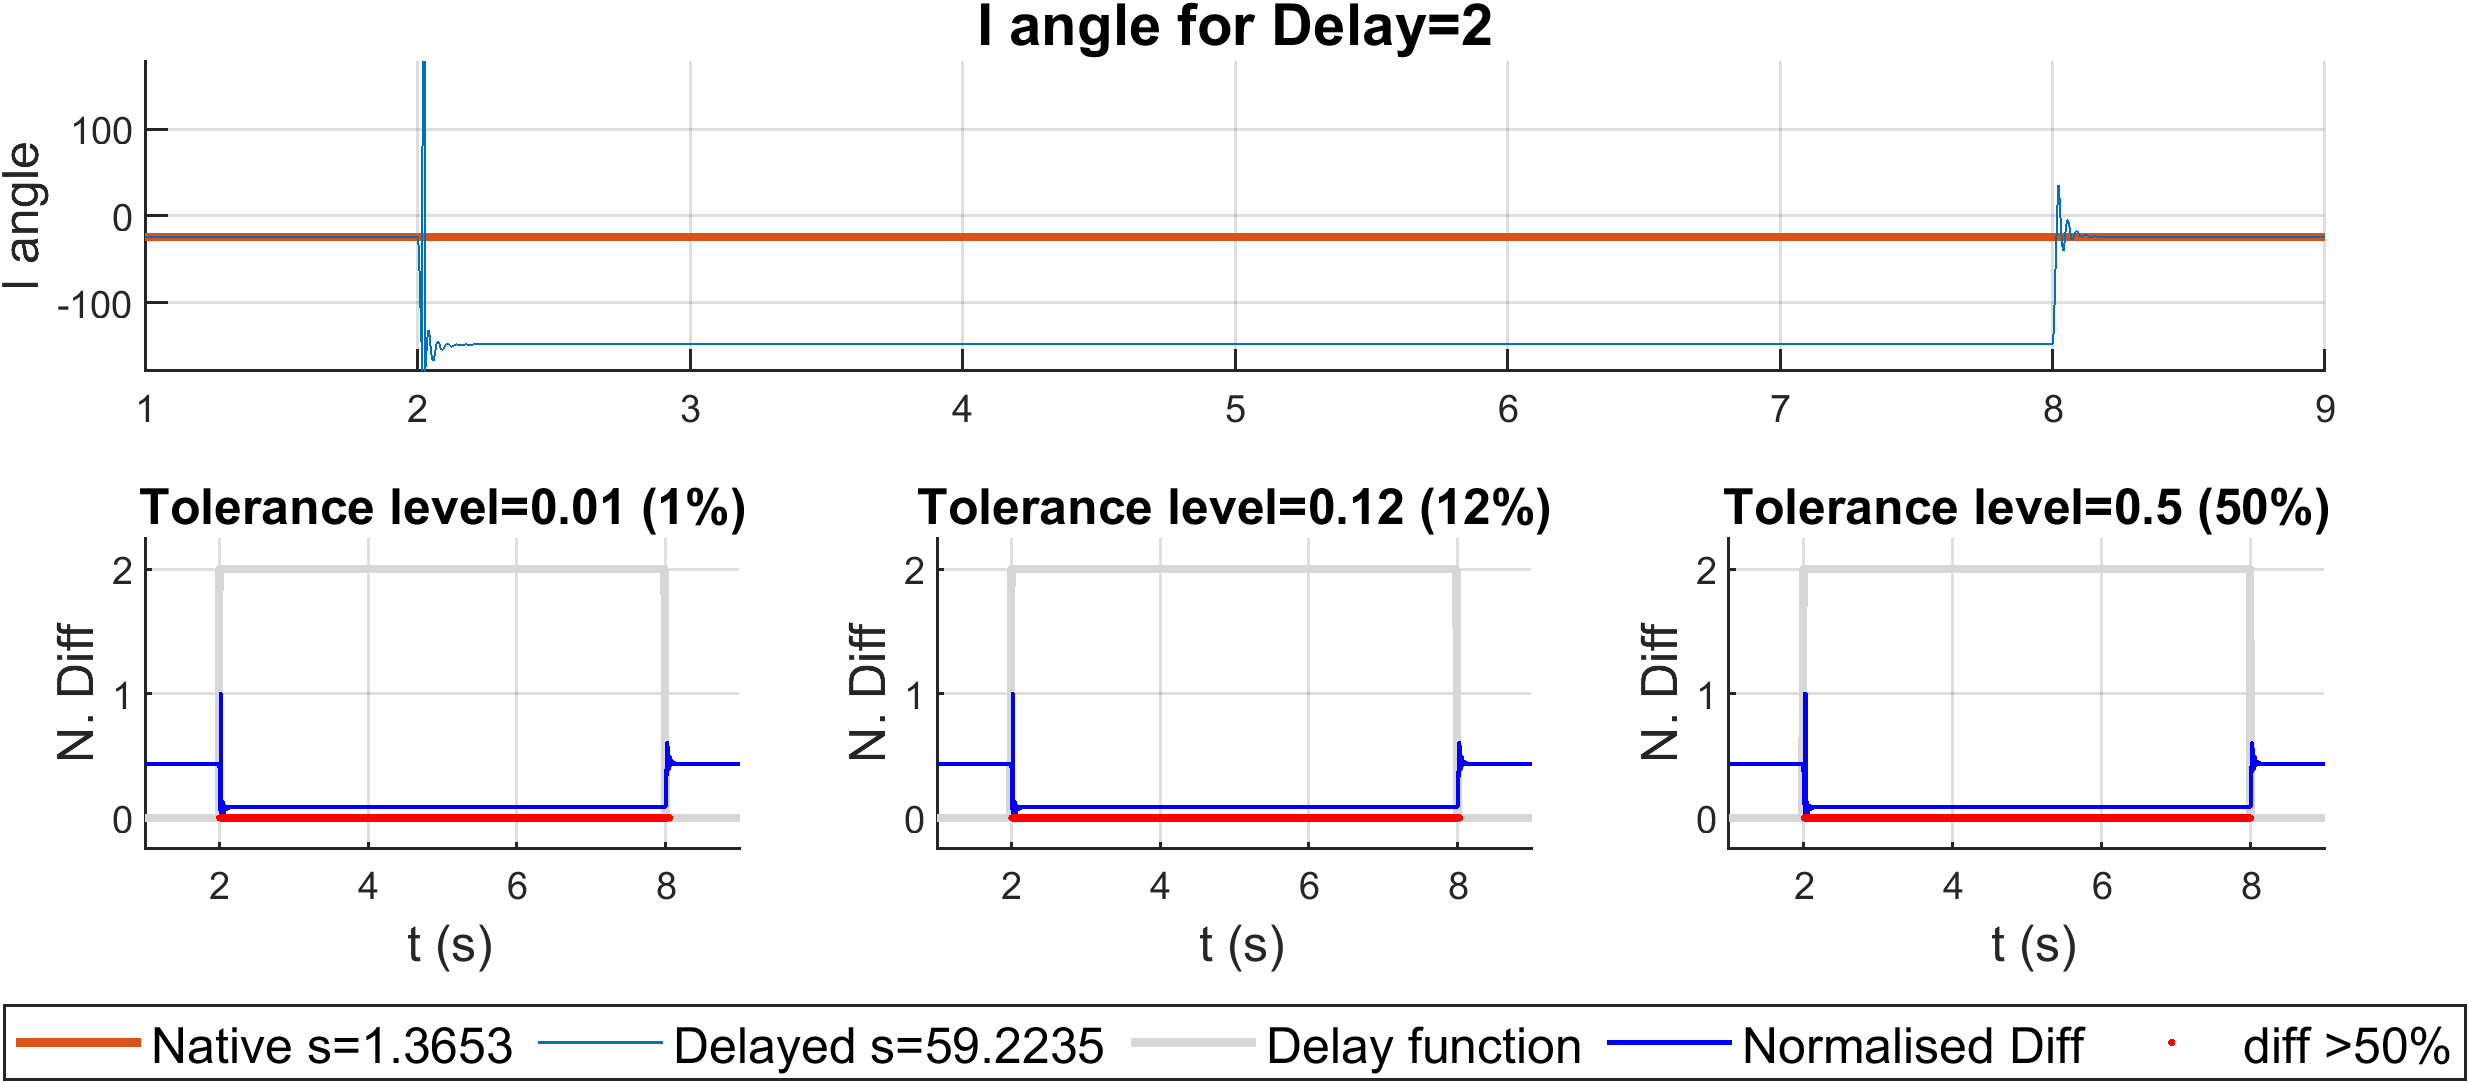 I angle for Delay=2
I angle
100
0
-100
1 2 3 4 5 6 7 8 9
Tolerance level=0.01 (1%)
N. Diff
2
1
0
2 4 6 8
t (s)
Tolerance level=0.12 (12%)
N. Diff
2
1
0
2 4 6 8
t (s)
Tolerance level=0.5 (50%)
N. Diff
2
1
0
2 4 6 8
t (s)
Native s=1.3653 Delayed s=59.2235 Delay function Normalised Diff diff >50%